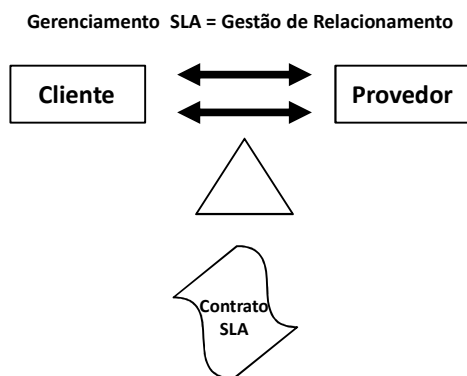 Gerenciamento SLA = Gestão de Relacionamento
Cliente
Provedor
Contrato
SLA